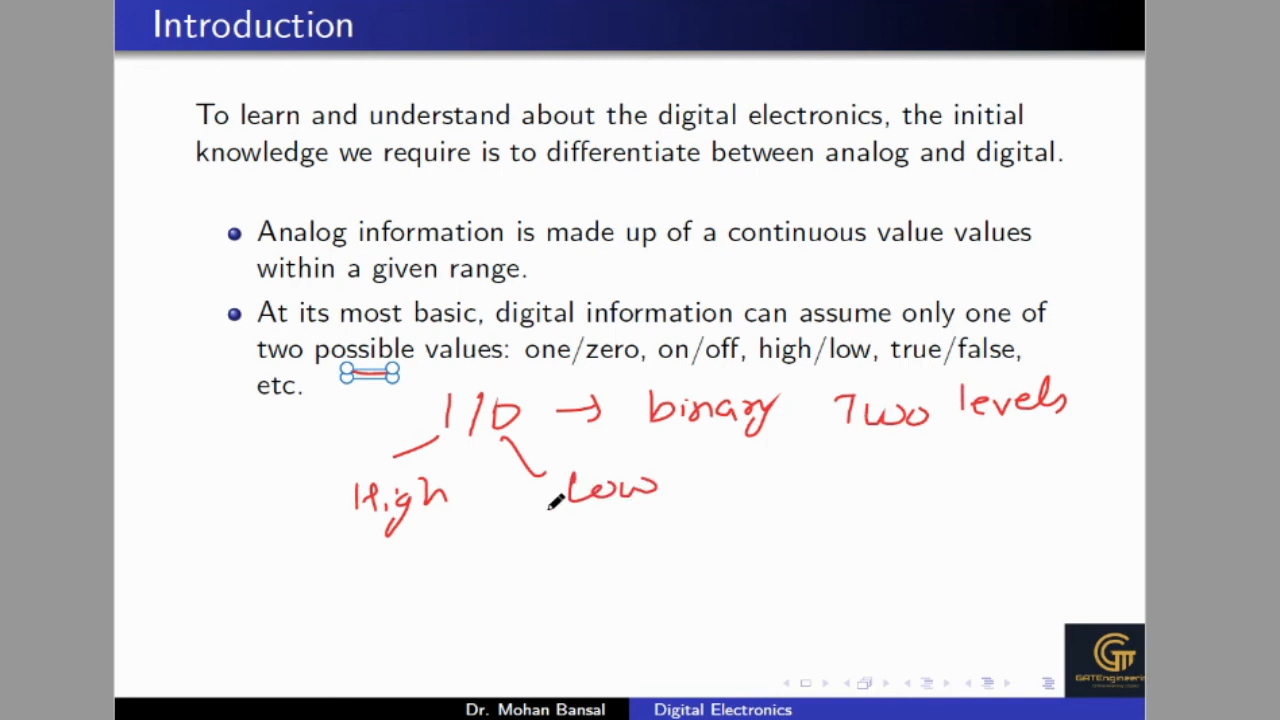 Introduction
To learn and understand about the digital electronics, the initial
knowledge we require is to differentiate between analog and digital.
Analog information is made up of a continuous value values
within a given range.
At its most basic, digital information can assume only one of
two possible values: one/zero, on/off, high/low, true/false,
etc.
1/0 → binary Two levels
High Low
GATEngineering
Dr. Mohan Bansal Digital Electronics